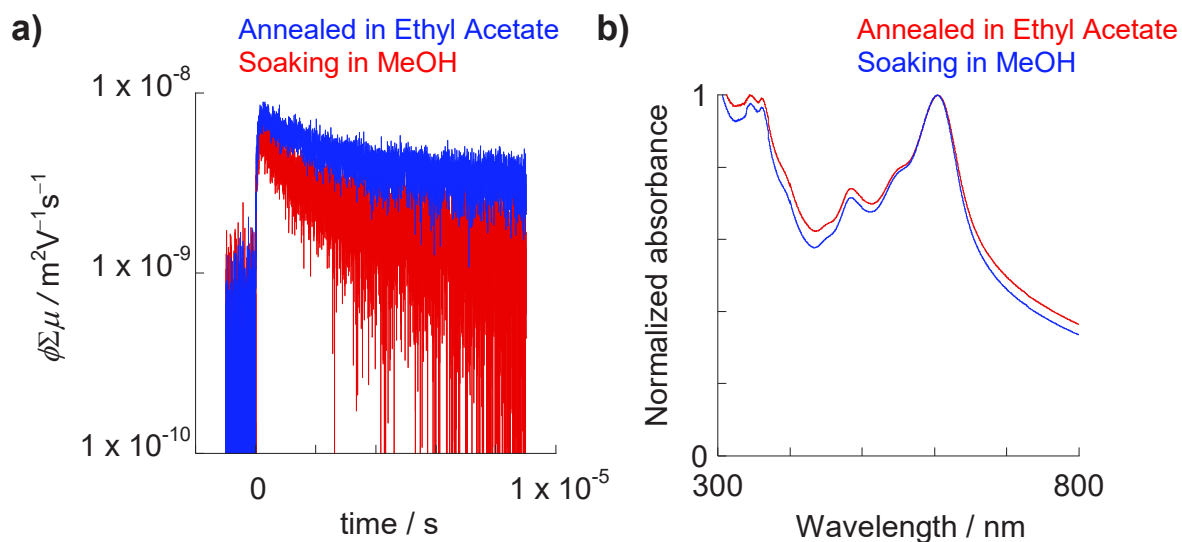 a)
Annealed in Ethyl Acetate
Soaking in MeOH
1 x 10⁻⁸
1 x 10⁻⁹
1 x 10⁻¹⁰
ϕΣμ / m²V⁻¹s⁻¹
0
1 x 10⁻⁵
time / s
b)
Annealed in Ethyl Acetate
Soaking in MeOH
1
0
Normalized absorbance
300
800
Wavelength / nm